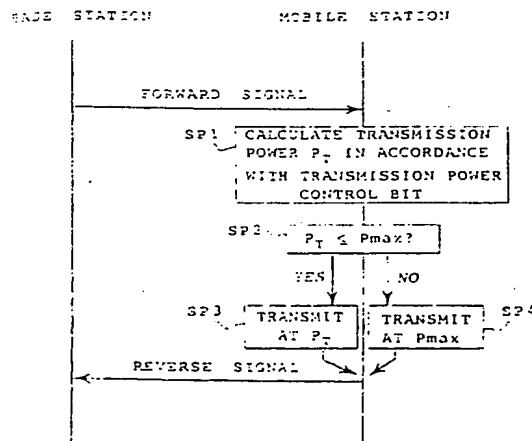 BASE STATION MOBILE STATION
FORWARD SIGNAL
SP1 CALCULATE TRANSMISSION
POWER P_T IN ACCORDANCE
WITH TRANSMISSION POWER
CONTROL BIT
SP2 P_T ≤ Pmax?
YES NO
SP3 TRANSMIT
AT P_T
TRANSMIT
AT Pmax SP4
REVERSE SIGNAL